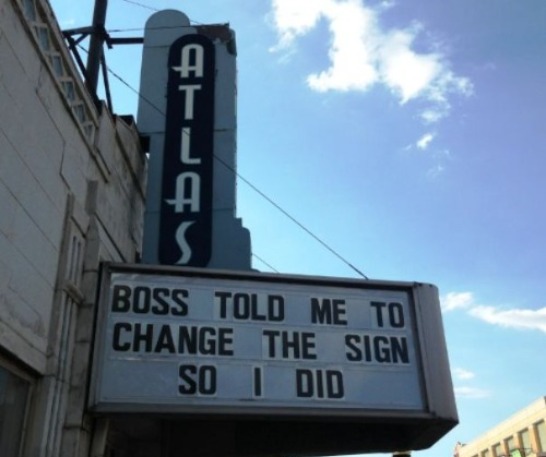 ATLAS
BOSS TOLD ME TO
CHANGE THE SIGN
SO I DID